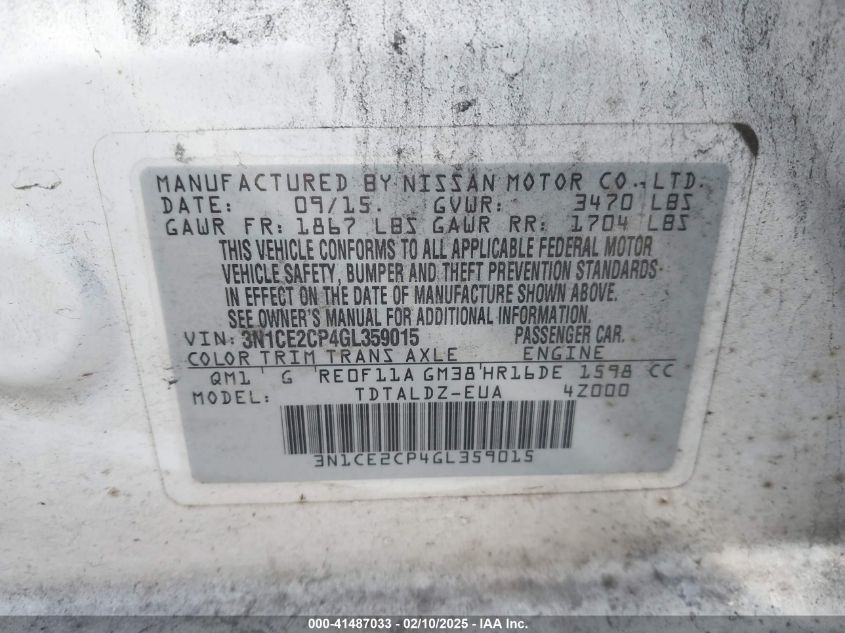 MANUFACTURED BY NISSAN MOTOR CO., LTD.
DATE: 09/15. GVWR: 3470 LBS
GAWR FR: 1867 LBS GAWR RR: 1704 LBS
THIS VEHICLE CONFORMS TO ALL APPLICABLE FEDERAL MOTOR
VEHICLE SAFETY, BUMPER AND THEFT PREVENTION STANDARDS
IN EFFECT ON THE DATE OF MANUFACTURE SHOWN ABOVE.
SEE OWNER'S MANUAL FOR ADDITIONAL INFORMATION.
VIN: 3N1CE2CP4GL359015 PASSENGER CAR.
COLOR TRIM TRANS AXLE ENGINE
QM1 ' G RE0F11A GM38 'HR16DE 1598 CC
MODEL: TDTALDZ-EUA 4Z000
3N1CE2CP4GL359015
000-41487033 - 02/10/2025 - IAA Inc.